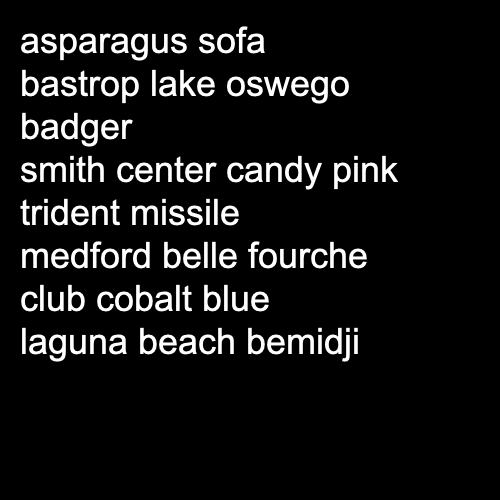 asparagus sofa
bastrop lake oswego
badger
smith center candy pink
trident missile
medford belle fourche
club cobalt blue
laguna beach bemidji